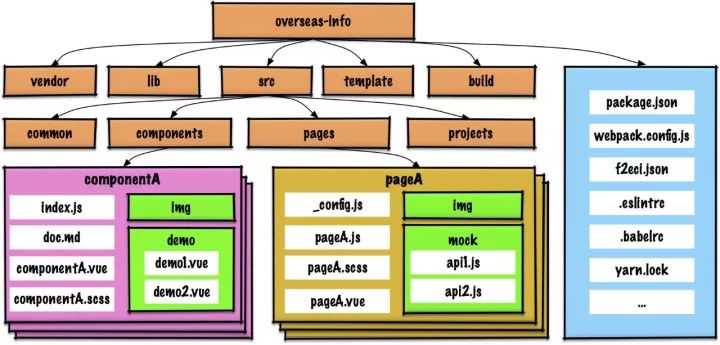 overseas-info
vendor
lib
src
template
build
common
components
pages
projects
componentA
index.js
doc.md
componentA.vue
componentA.scss
img
demo
demo1.vue
demo2.vue
pageA
_config.js
pageA.js
pageA.scss
pageA.vue
img
mock
api1.js
api2.js
package.json
webpack.config.js
f2eci.json
.eslintrc
.babelrc
yarn.lock
...